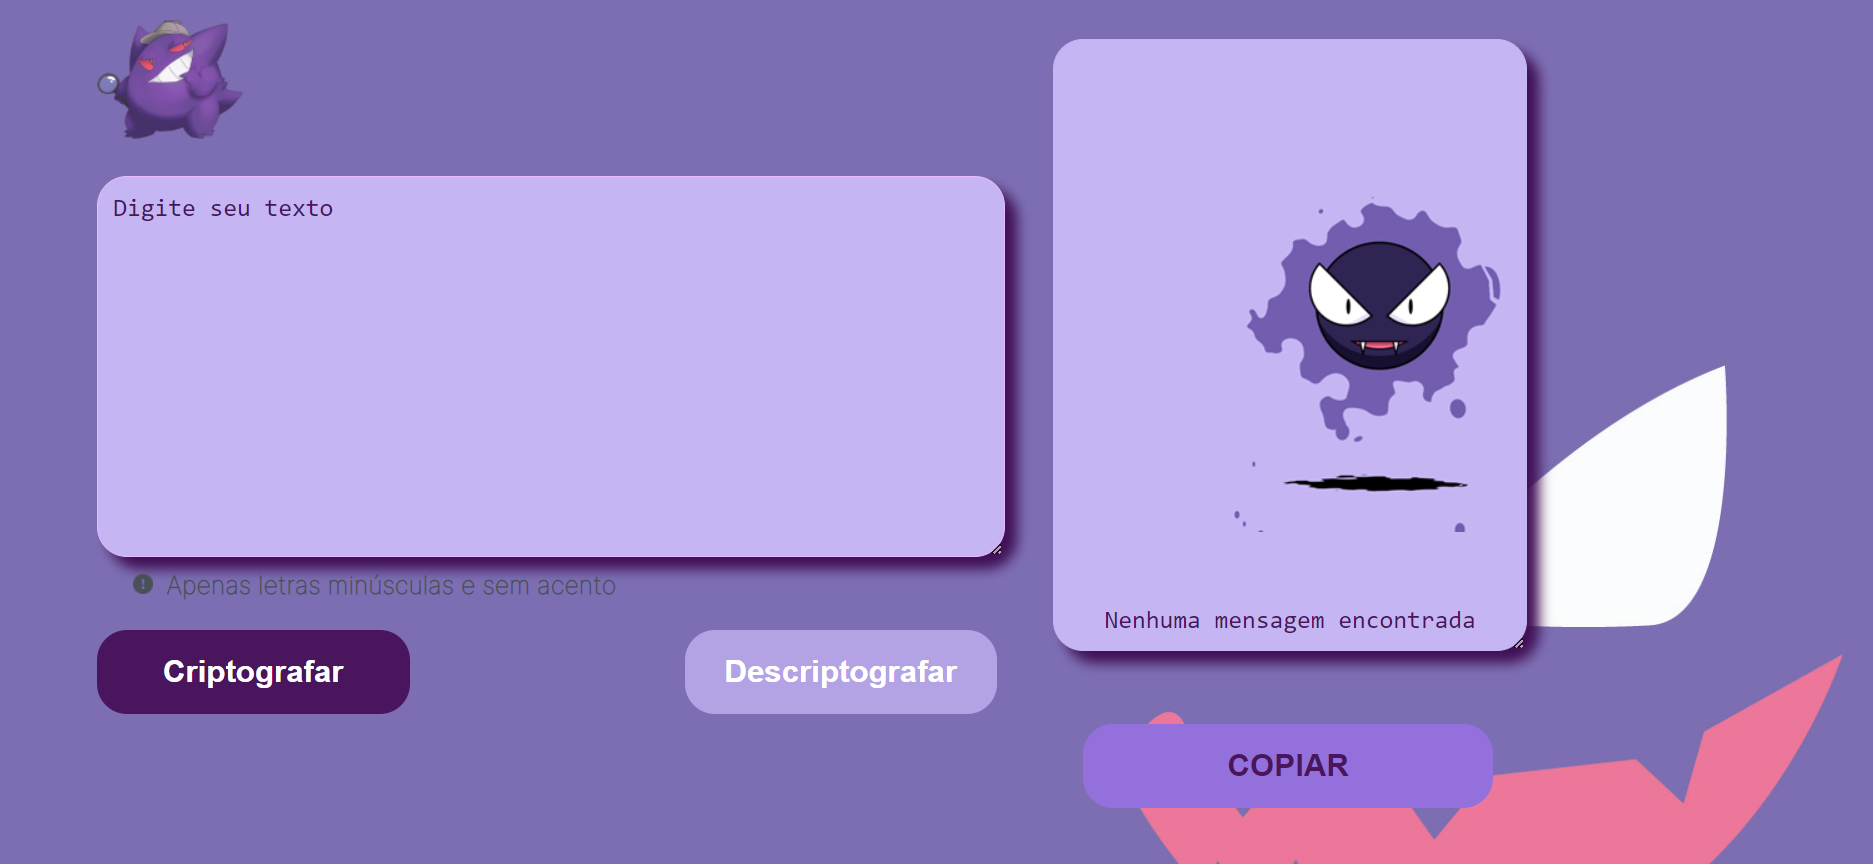 Digite seu texto
Apenas letras minúsculas e sem acento
Criptografar
Descriptografar
Nenhuma mensagem encontrada
COPIAR